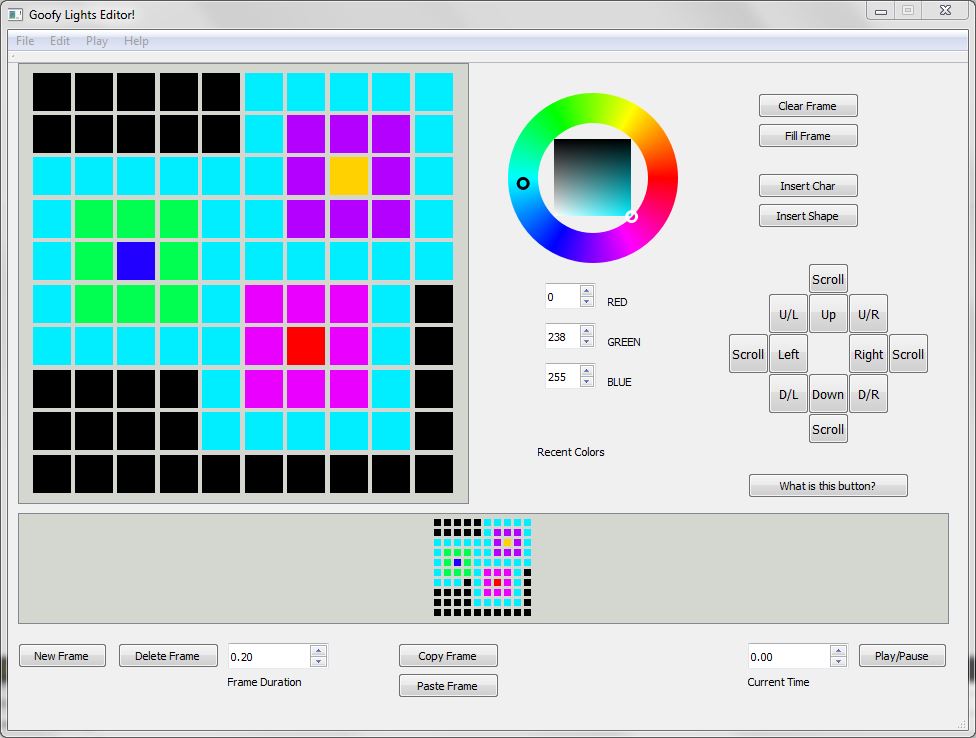 Goofy Lights Editor!
File Edit Play Help
Clear Frame
Fill Frame
Insert Char
Insert Shape
Scroll
U/L Up U/R
Scroll Left Right Scroll
D/L Down D/R
Scroll
0 RED
238 GREEN
255 BLUE
Recent Colors
What is this button?
New Frame Delete Frame 0.20 Copy Frame 0.00 Play/Pause
Frame Duration Paste Frame Current Time